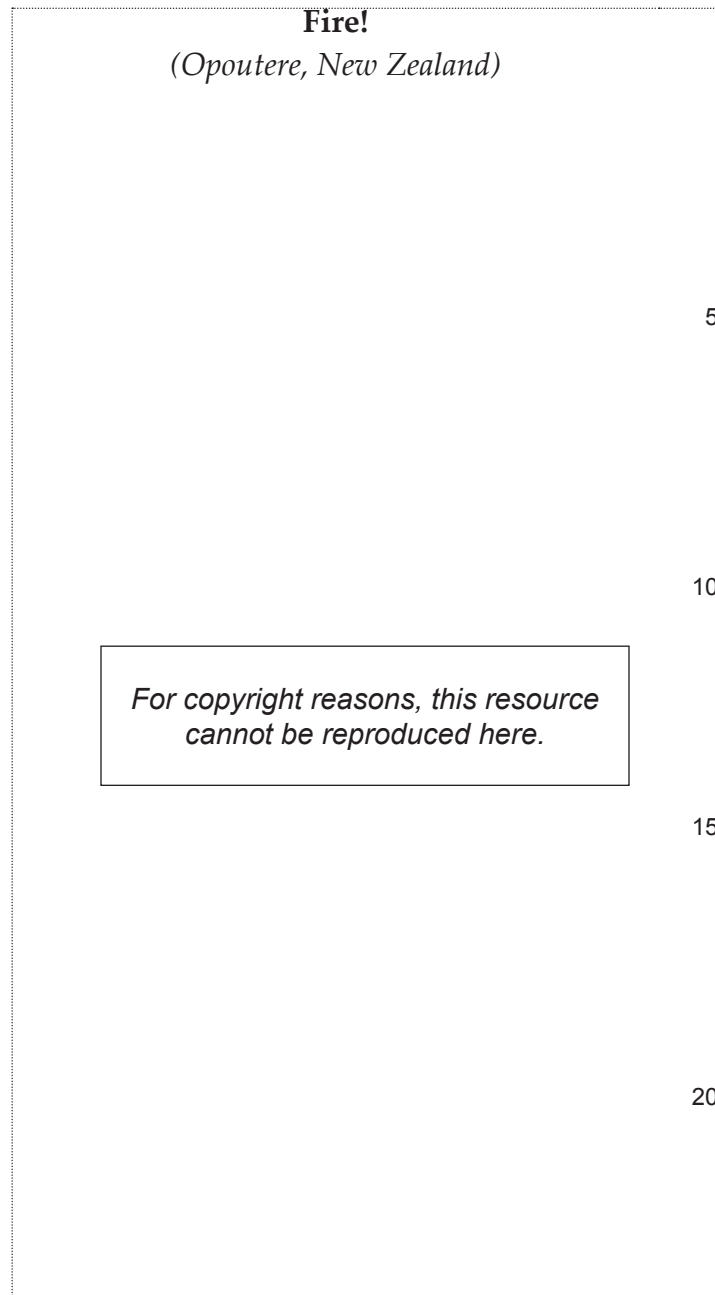 Fire!
(Opoutere, New Zealand)
5
10
For copyright reasons, this resource
cannot be reproduced here.
15
20